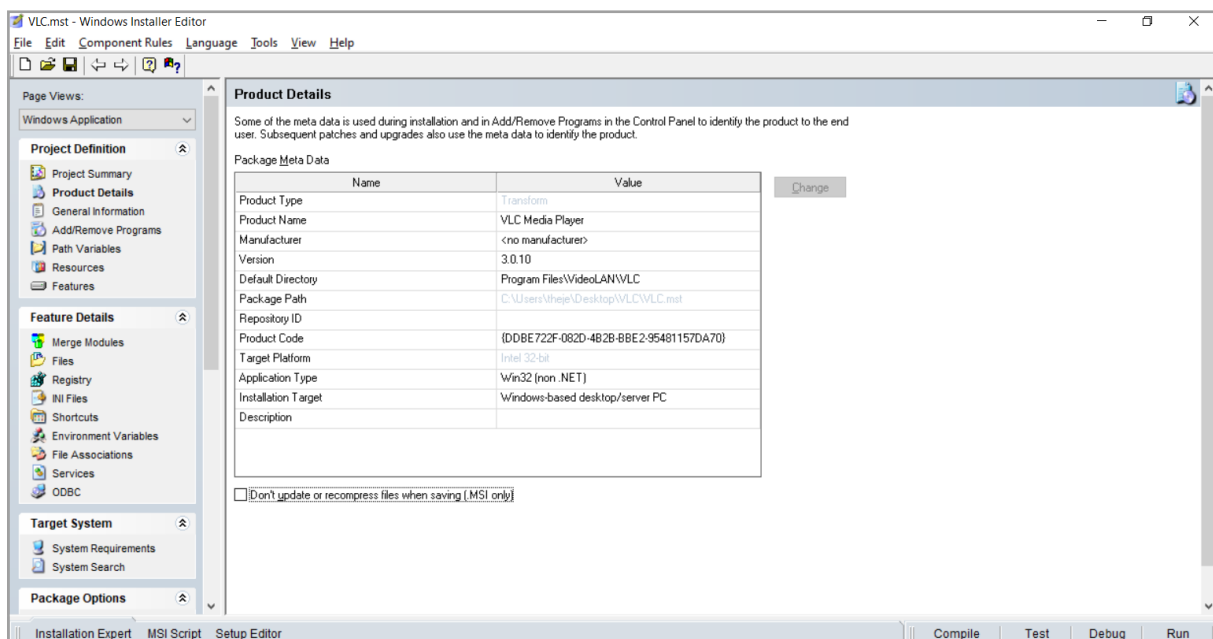 VLC.mst - Windows Installer Editor
File Edit Component Rules Language Tools View Help
Page Views:
Windows Application
Project Definition
Project Summary
Product Details
General Information
Add/Remove Programs
Path Variables
Resources
Features
Feature Details
Merge Modules
Files
Registry
INI Files
Shortcuts
Environment Variables
File Associations
Services
ODBC
Target System
System Requirements
System Search
Package Options
Product Details
Some of the meta data is used during installation and in Add/Remove Programs in the Control Panel to identify the product to the end
user. Subsequent patches and upgrades also use the meta data to identify the product.
Package Meta Data
Name Value
Product Type Transform
Product Name VLC Media Player
Manufacturer <no manufacturer>
Version 3.0.10
Default Directory Program Files\VideoLAN\VLC
Package Path C:\Users\theje\Desktop\VLC\VLC.mst
Repository ID
Product Code {DDBE722F-082D-4B2B-BBE2-95481157DA70}
Target Platform Intel 32-bit
Application Type Win32 (non .NET)
Installation Target Windows-based desktop/server PC
Description
Change
Don't update or recompress files when saving (.MSI only)
Installation Expert MSI Script Setup Editor
Compile Test Debug Run